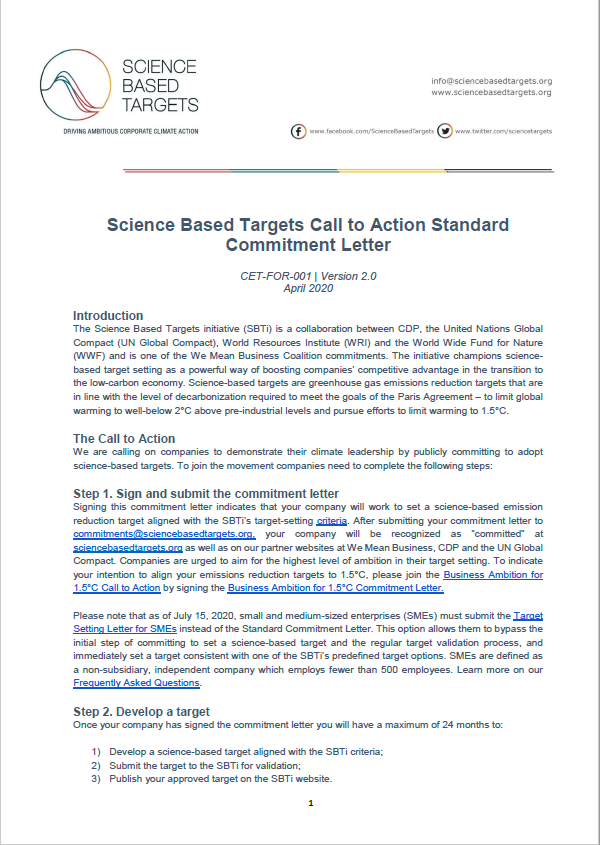 SCIENCE
BASED
TARGETS
DRIVING AMBITIOUS CORPORATE CLIMATE ACTION
info@sciencebasedtargets.org
www.sciencebasedtargets.org
www.facebook.com/ScienceBasedTargets www.twitter.com/sciencetargets
Science Based Targets Call to Action Standard
Commitment Letter
CET-FOR-001 | Version 2.0
April 2020
Introduction
The Science Based Targets initiative (SBTi) is a collaboration between CDP, the United Nations Global
Compact (UN Global Compact), World Resources Institute (WRI) and the World Wide Fund for Nature
(WWF) and is one of the We Mean Business Coalition commitments. The initiative champions science-
based target setting as a powerful way of boosting companies' competitive advantage in the transition to
the low-carbon economy. Science-based targets are greenhouse gas emissions reduction targets that are
in line with the level of decarbonization required to meet the goals of the Paris Agreement – to limit global
warming to well-below 2°C above pre-industrial levels and pursue efforts to limit warming to 1.5°C.
The Call to Action
We are calling on companies to demonstrate their climate leadership by publicly committing to adopt
science-based targets. To join the movement companies need to complete the following steps:
Step 1. Sign and submit the commitment letter
Signing this commitment letter indicates that your company will work to set a science-based emission
reduction target aligned with the SBTi's target-setting criteria. After submitting your commitment letter to
commitments@sciencebasedtargets.org, your company will be recognized as "committed" at
sciencebasedtargets.org as well as on our partner websites at We Mean Business, CDP and the UN Global
Compact. Companies are urged to aim for the highest level of ambition in their target setting. To indicate
your intention to align your emissions reduction targets to 1.5°C, please join the Business Ambition for
1.5°C Call to Action by signing the Business Ambition for 1.5°C Commitment Letter.
Please note that as of July 15, 2020, small and medium-sized enterprises (SMEs) must submit the Target
Setting Letter for SMEs instead of the Standard Commitment Letter. This option allows them to bypass the
initial step of committing to set a science-based target and the regular target validation process, and
immediately set a target consistent with one of the SBTi's predefined target options. SMEs are defined as
a non-subsidiary, independent company which employs fewer than 500 employees. Learn more on our
Frequently Asked Questions.
Step 2. Develop a target
Once your company has signed the commitment letter you will have a maximum of 24 months to:
1) Develop a science-based target aligned with the SBTi criteria;
2) Submit the target to the SBTi for validation;
3) Publish your approved target on the SBTi website.
1